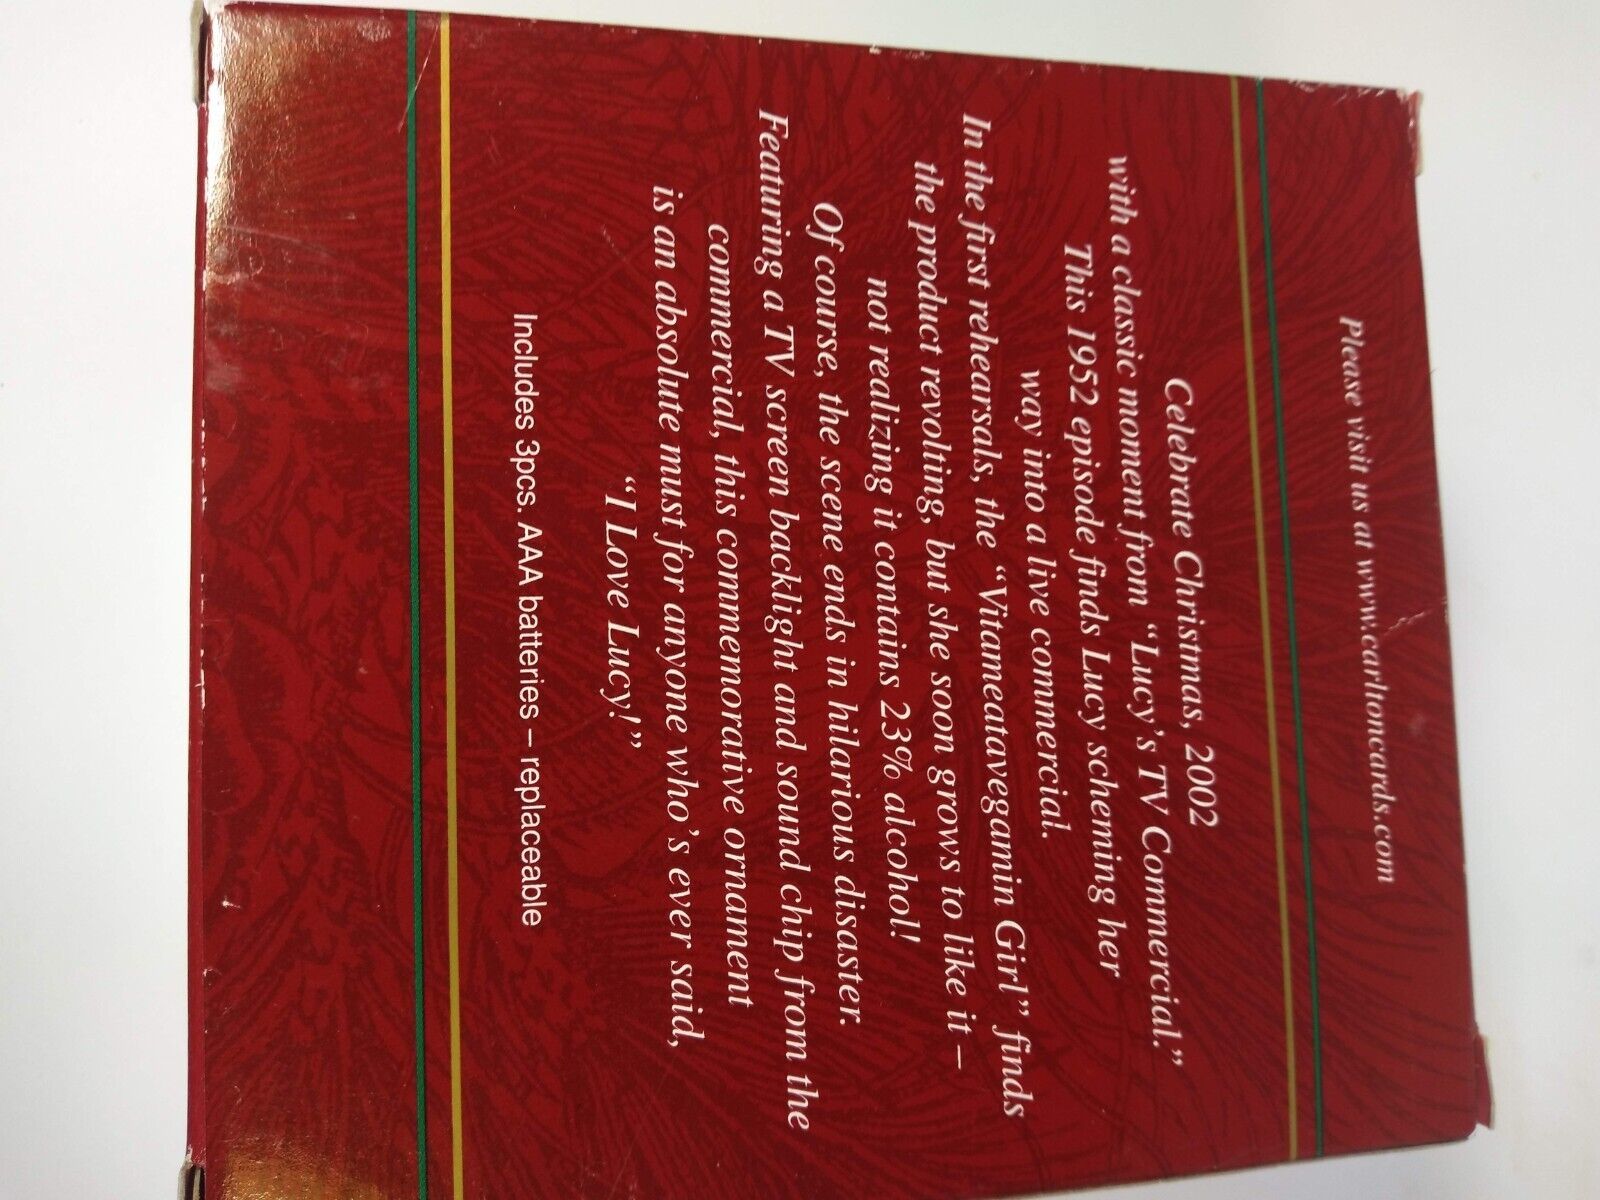 Please visit us at www.carltoncards.com
Celebrate Christmas, 2002
with a classic moment from “Lucy’s TV Commercial.”
This 1952 episode finds Lucy scheming her
way into a live commercial.
In the first rehearsals, the “Vitameatavegamin Girl” finds
the product revolting, but she soon grows to like it –
not realizing it contains 23% alcohol!
Of course, the scene ends in hilarious disaster.
Featuring a TV screen backlight and sound chip from the
commercial, this commemorative ornament
is an absolute must for anyone who’s ever said,
“I Love Lucy!”
Includes 3pcs. AAA batteries – replaceable